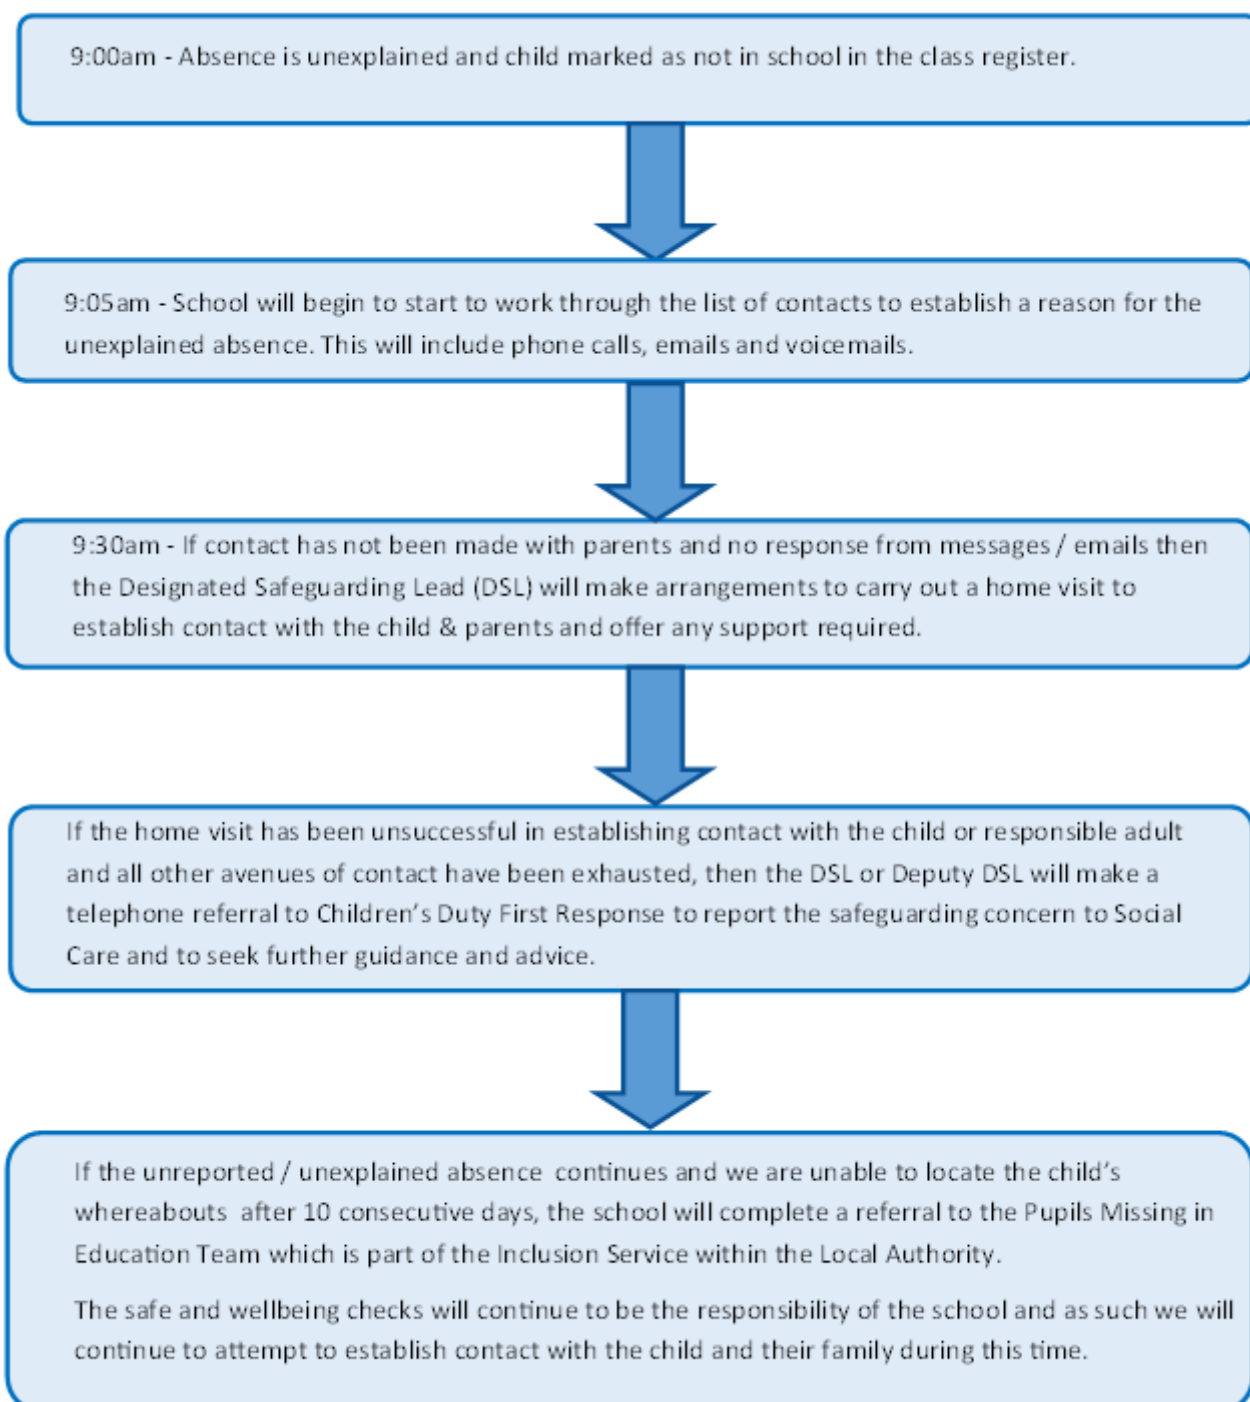 9:00am - Absence is unexplained and child marked as not in school in the class register.
9:05am - School will begin to start to work through the list of contacts to establish a reason for the
unexplained absence. This will include phone calls, emails and voicemails.
9:30am - If contact has not been made with parents and no response from messages / emails then
the Designated Safeguarding Lead (DSL) will make arrangements to carry out a home visit to
establish contact with the child & parents and offer any support required.
If the home visit has been unsuccessful in establishing contact with the child or responsible adult
and all other avenues of contact have been exhausted, then the DSL or Deputy DSL will make a
telephone referral to Children's Duty First Response to report the safeguarding concern to Social
Care and to seek further guidance and advice.
If the unreported / unexplained absence continues and we are unable to locate the child's
whereabouts after 10 consecutive days, the school will complete a referral to the Pupils Missing in
Education Team which is part of the Inclusion Service within the Local Authority.
The safe and wellbeing checks will continue to be the responsibility of the school and as such we will
continue to attempt to establish contact with the child and their family during this time.